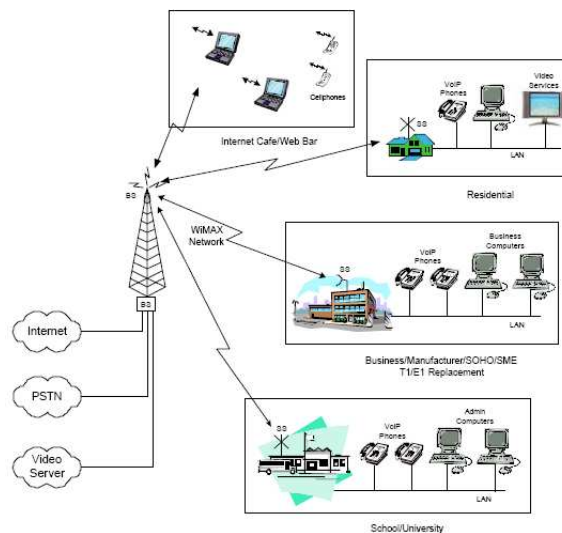 Cellphones
Internet Cafe/Web Bar
VoIP
Phones
Video
Services
SS
LAN
Residential
BS
WiMAX
Network
BS
Internet
PSTN
Video
Server
SS
VoIP
Phones
Business
Computers
LAN
Business/Manufacturer/SOHO/SME
T1/E1 Replacement
SS
VoIP
Phones
Admin
Computers
LAN
School/University